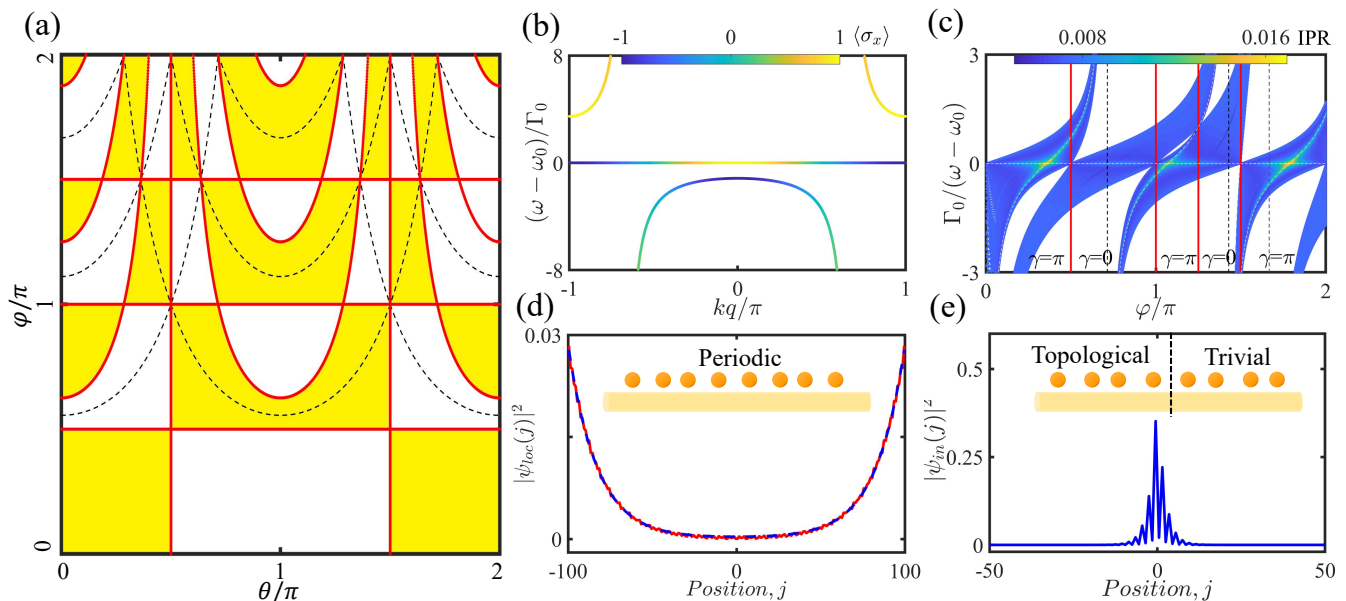 (a)
2
1
0
φ/π
0
1
2
θ/π
(b)
-1 0 1 ⟨σx⟩
8
0
-8
(ω − ω0)/Γ0
-1 0 1
kq/π
(c)
0.008 0.016 IPR
3
0
-3
Γ0/(ω − ω0)
γ=π γ=0 γ=π γ=0 γ=π
0 1 2
φ/π
(d)
0.03
0
|ψloc(j)|²
Periodic
-100 0 100
Position, j
(e)
0.5
0.25
0
|ψin(j)|²
Topological Trivial
-50 0 50
Position, j